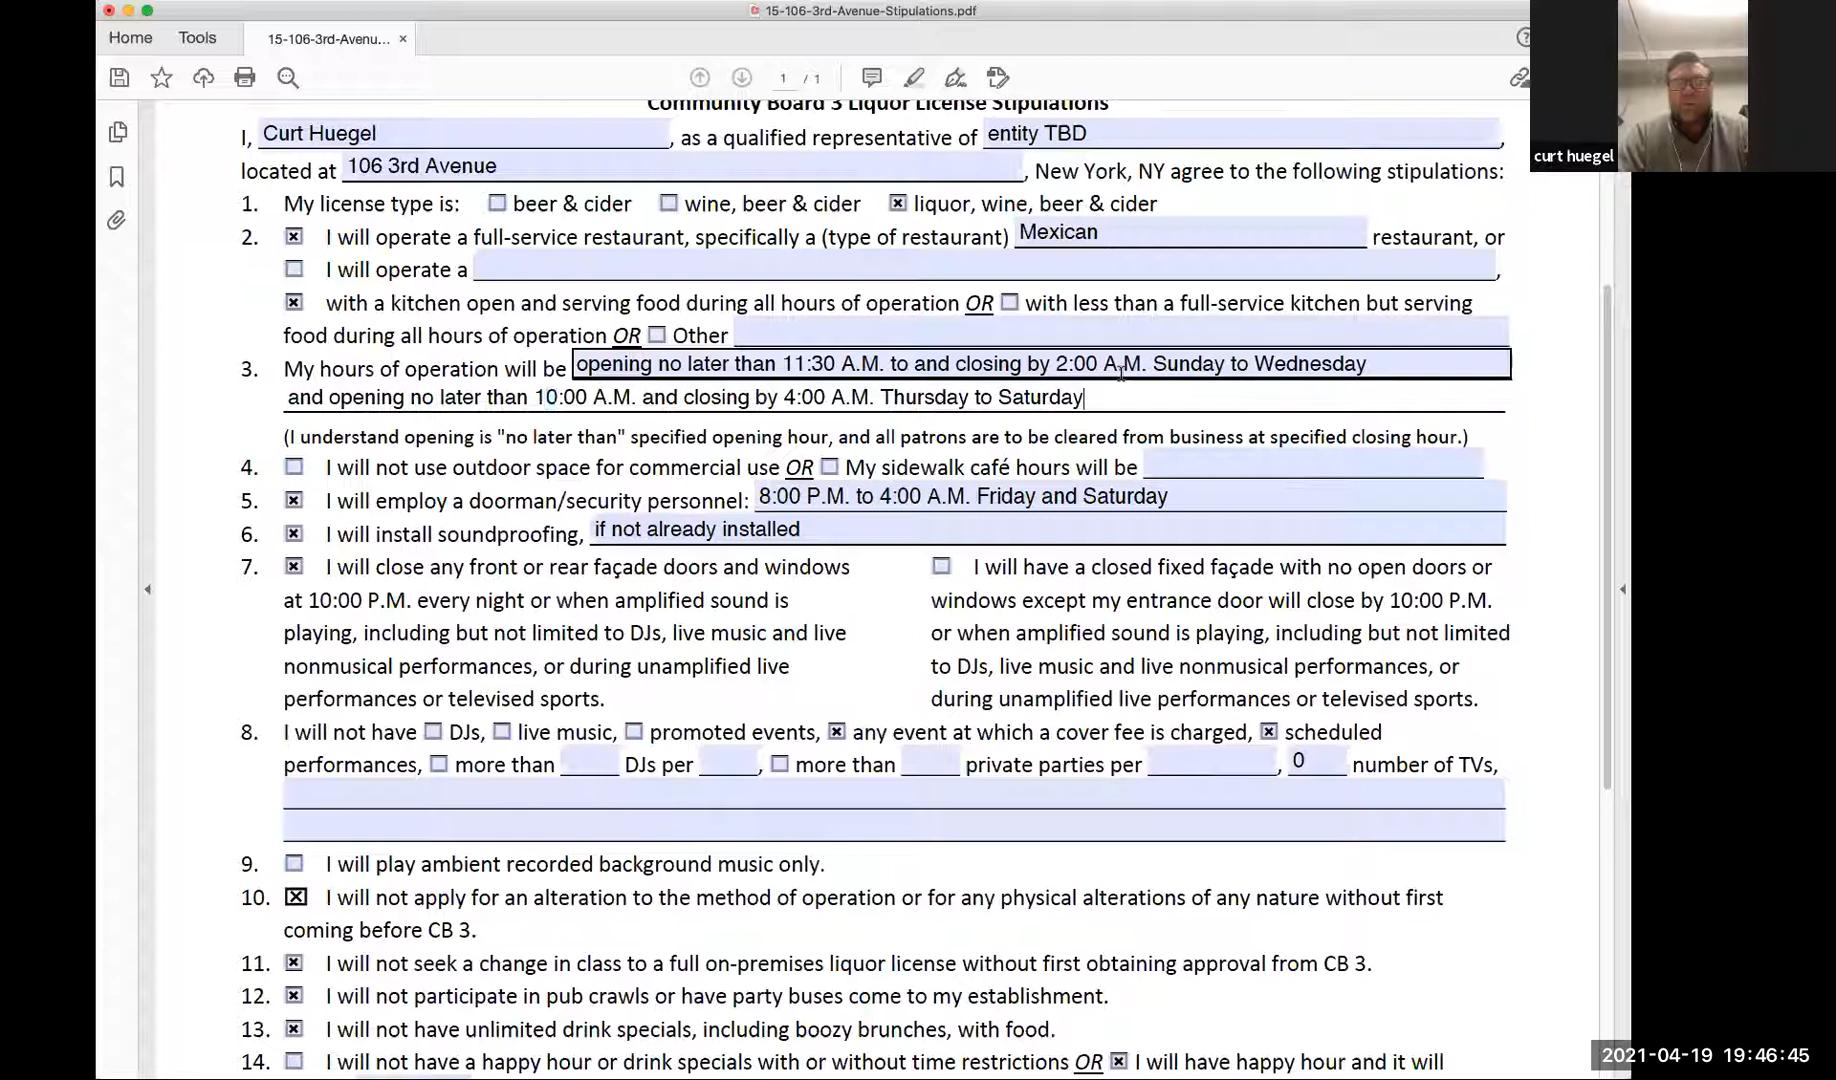 15-106-3rd-Avenue-Stipulations.pdf
Home Tools 15-106-3rd-Avenu... ×
1 / 1
Community Board 3 Liquor License Stipulations
I, Curt Huegel, as a qualified representative of entity TBD,
located at 106 3rd Avenue, New York, NY agree to the following stipulations:
1. My license type is: beer & cider wine, beer & cider liquor, wine, beer & cider
2. I will operate a full-service restaurant, specifically a (type of restaurant) Mexican restaurant, or
I will operate a ,
with a kitchen open and serving food during all hours of operation OR with less than a full-service kitchen but serving
food during all hours of operation OR Other
3. My hours of operation will be opening no later than 11:30 A.M. to and closing by 2:00 A.M. Sunday to Wednesday
and opening no later than 10:00 A.M. and closing by 4:00 A.M. Thursday to Saturday
(I understand opening is "no later than" specified opening hour, and all patrons are to be cleared from business at specified closing hour.)
4. I will not use outdoor space for commercial use OR My sidewalk café hours will be
5. I will employ a doorman/security personnel: 8:00 P.M. to 4:00 A.M. Friday and Saturday
6. I will install soundproofing, if not already installed
7. I will close any front or rear façade doors and windows
at 10:00 P.M. every night or when amplified sound is
playing, including but not limited to DJs, live music and live
nonmusical performances, or during unamplified live
performances or televised sports.
I will have a closed fixed façade with no open doors or
windows except my entrance door will close by 10:00 P.M.
or when amplified sound is playing, including but not limited
to DJs, live music and live nonmusical performances, or
during unamplified live performances or televised sports.
8. I will not have DJs, live music, promoted events, any event at which a cover fee is charged, scheduled
performances, more than DJs per , more than private parties per , 0 number of TVs,
9. I will play ambient recorded background music only.
10. I will not apply for an alteration to the method of operation or for any physical alterations of any nature without first
coming before CB 3.
11. I will not seek a change in class to a full on-premises liquor license without first obtaining approval from CB 3.
12. I will not participate in pub crawls or have party buses come to my establishment.
13. I will not have unlimited drink specials, including boozy brunches, with food.
14. I will not have a happy hour or drink specials with or without time restrictions OR I will have happy hour and it will
curt huegel
2021-04-19 19:46:45